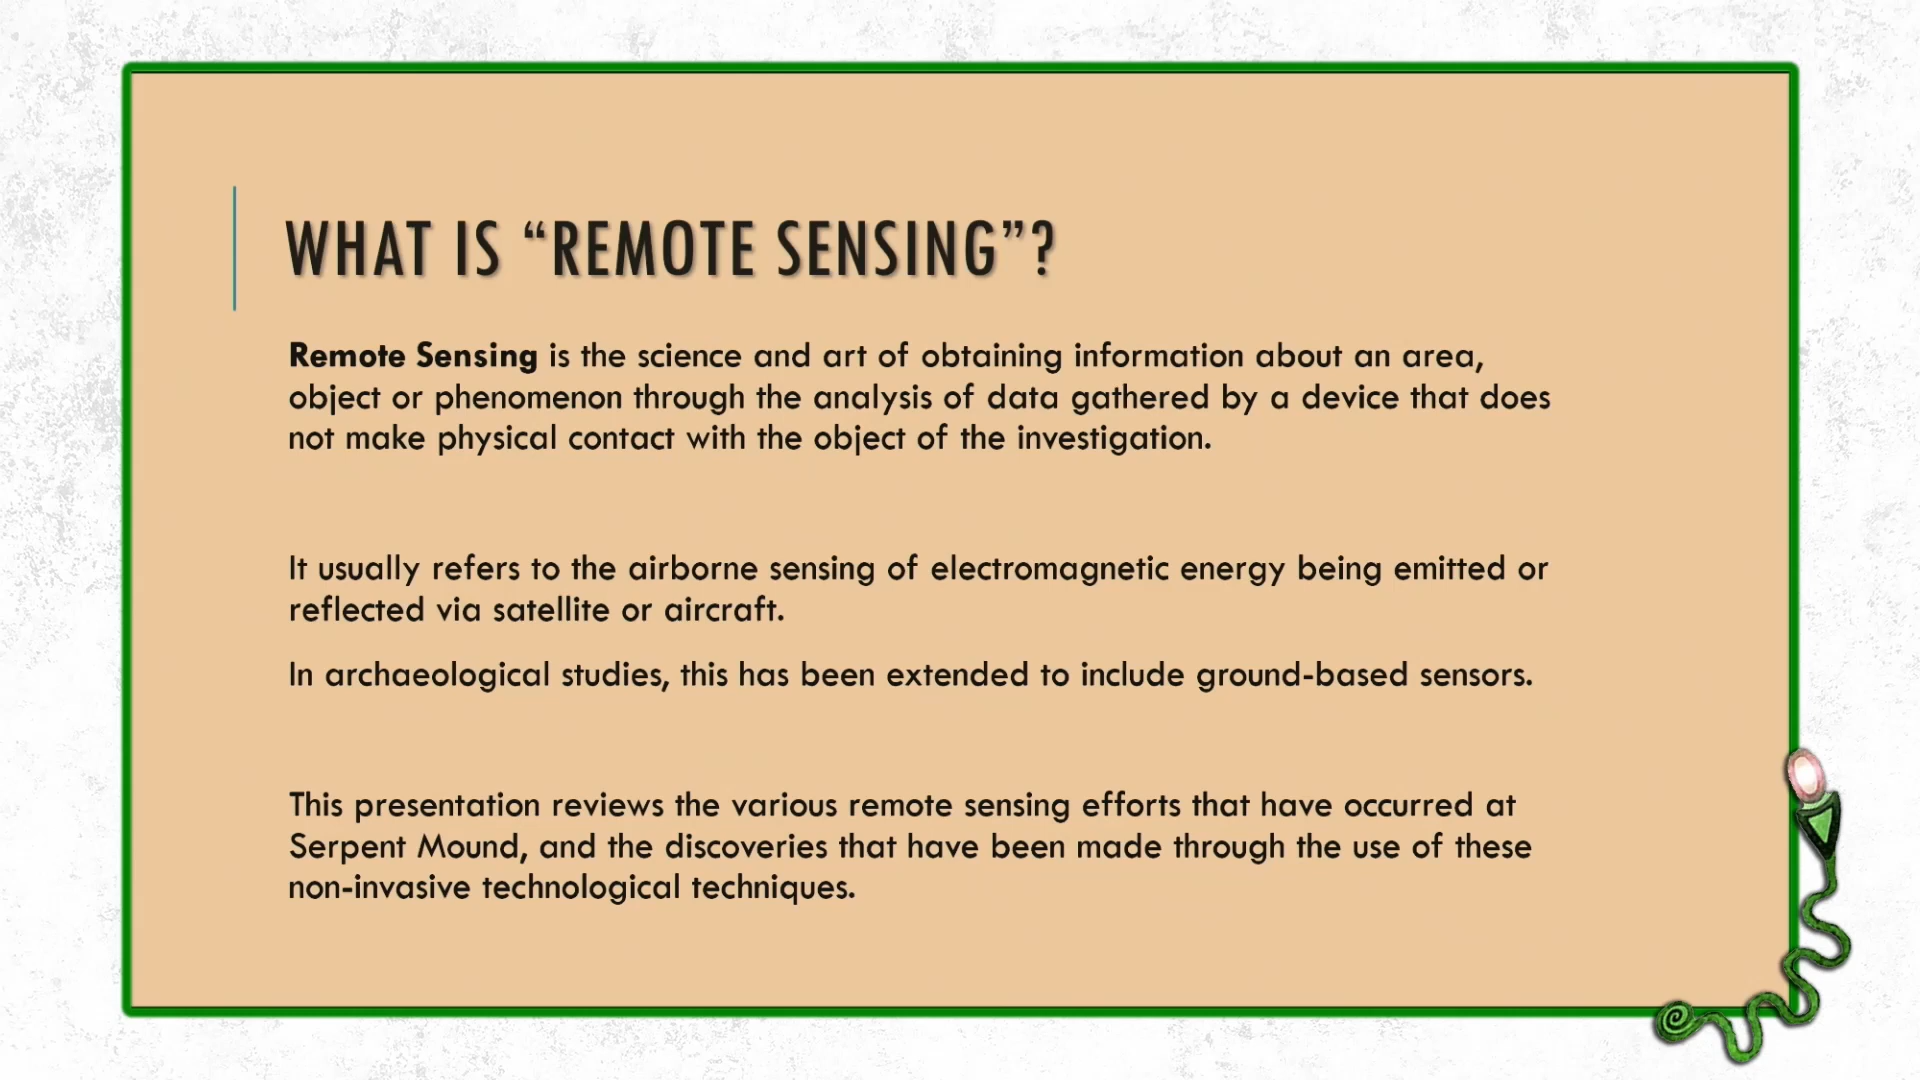 WHAT IS “REMOTE SENSING”?
Remote Sensing is the science and art of obtaining information about an area,
object or phenomenon through the analysis of data gathered by a device that does
not make physical contact with the object of the investigation.
It usually refers to the airborne sensing of electromagnetic energy being emitted or
reflected via satellite or aircraft.
In archaeological studies, this has been extended to include ground-based sensors.
This presentation reviews the various remote sensing efforts that have occurred at
Serpent Mound, and the discoveries that have been made through the use of these
non-invasive technological techniques.